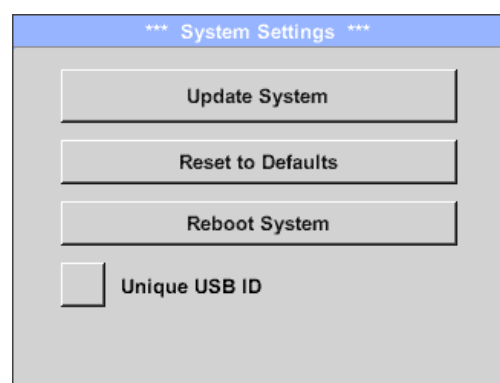 *** System Settings ***
Update System
Reset to Defaults
Reboot System
Unique USB ID